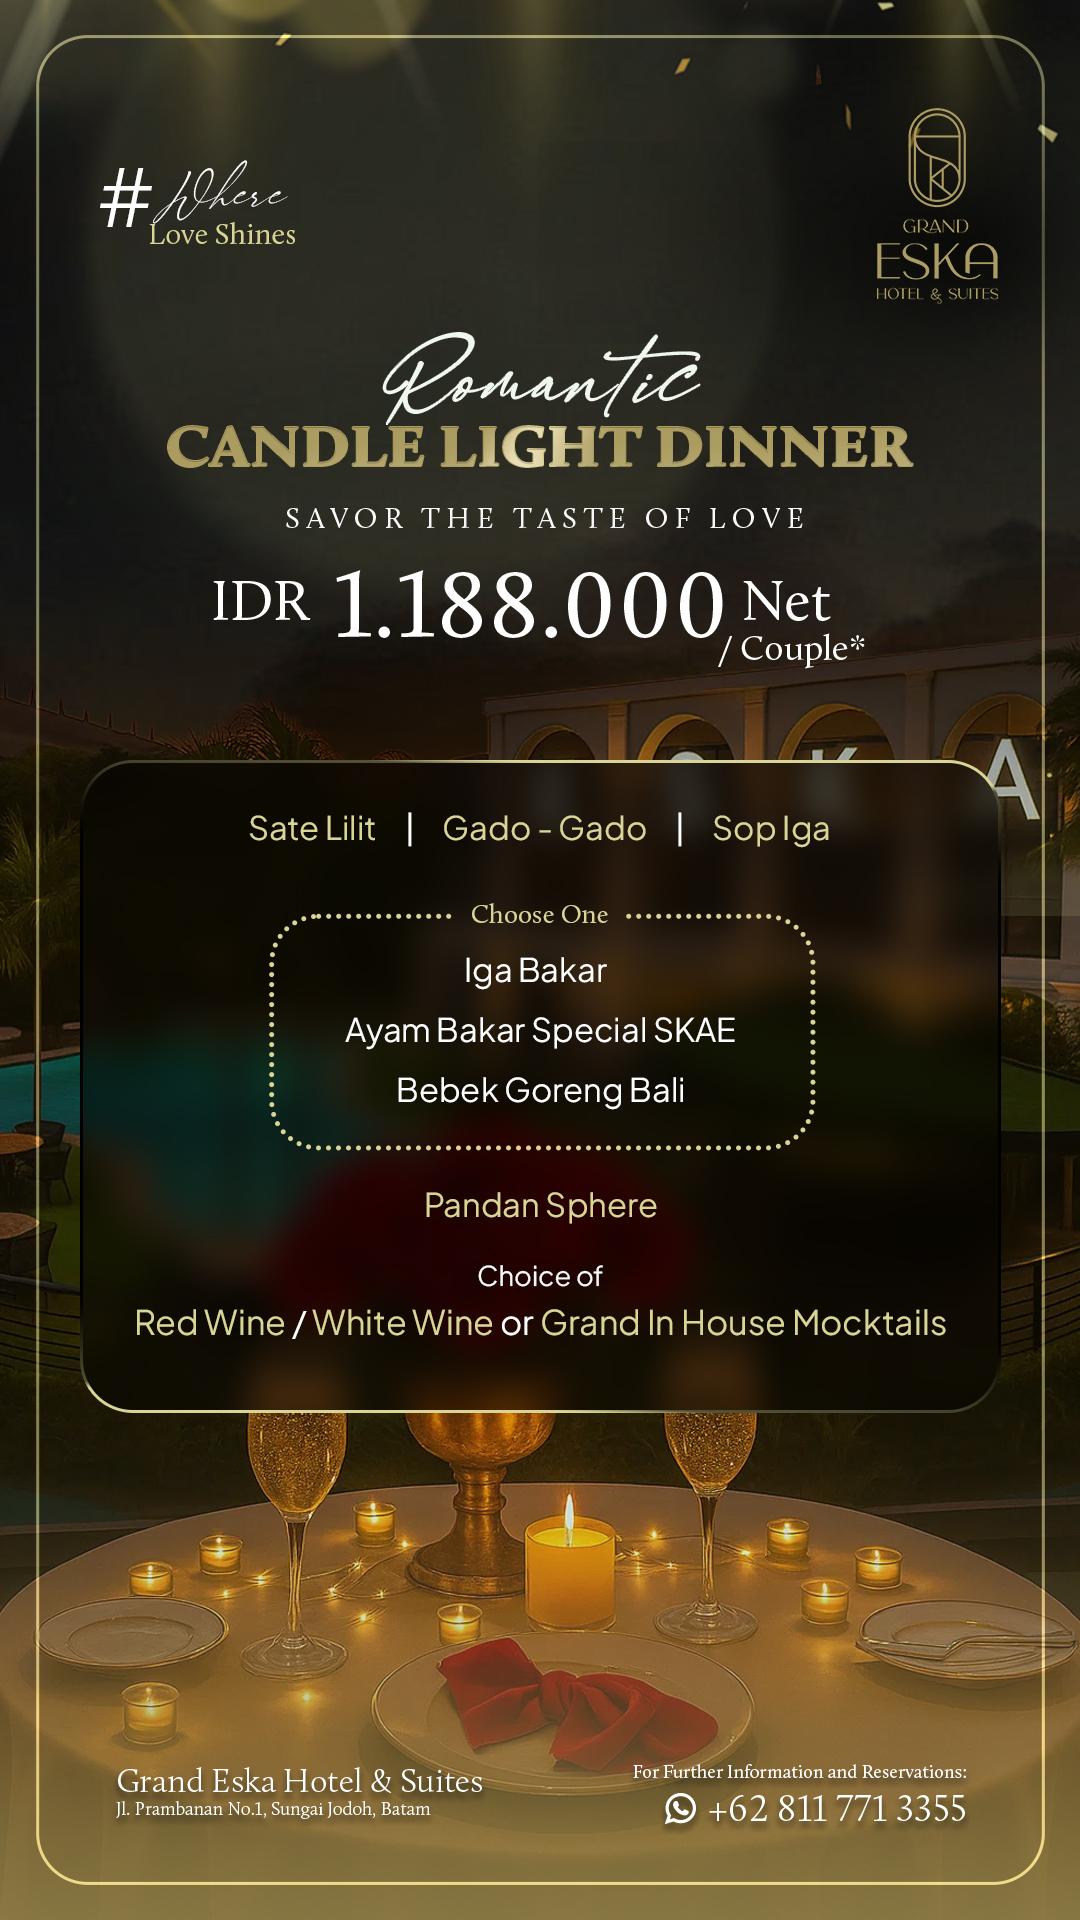 # Where
Love Shines
GRAND
ESKA
HOTEL & SUITES
Romantic
CANDLE LIGHT DINNER
SAVOR THE TASTE OF LOVE
IDR 1.188.000 Net
/ Couple*
K A
Sate Lilit | Gado - Gado | Sop Iga
Choose One
Iga Bakar
Ayam Bakar Special SKAE
Bebek Goreng Bali
Pandan Sphere
Choice of
Red Wine / White Wine or Grand In House Mocktails
Grand Eska Hotel & Suites
Jl. Prambanan No.1, Sungai Jodoh, Batam
For Further Information and Reservations:
+62 811 771 3355